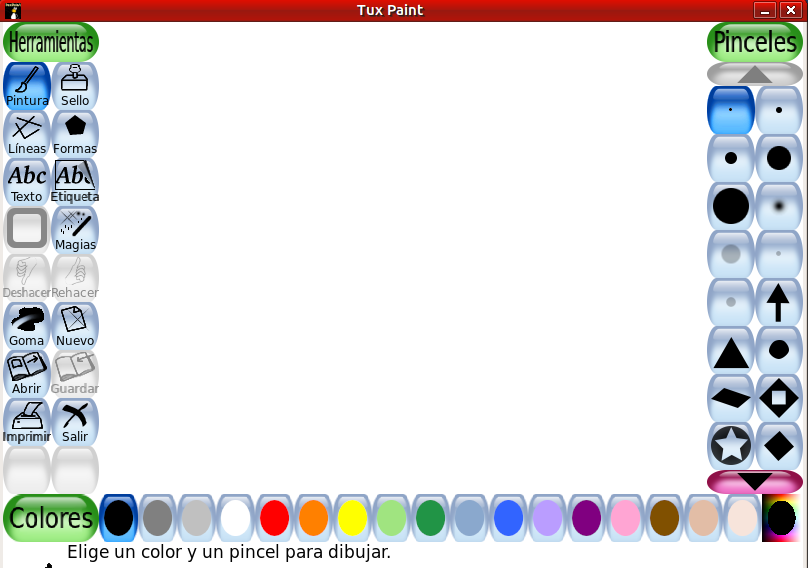 Tux Paint
Herramientas
Pinceles
Pintura
Sello
Líneas
Formas
Abc
Abc
Texto
Etiqueta
Magias
Deshacer
Rehacer
Goma
Nuevo
Abrir
Guardar
Imprimir
Salir
Colores
Elige un color y un pincel para dibujar.